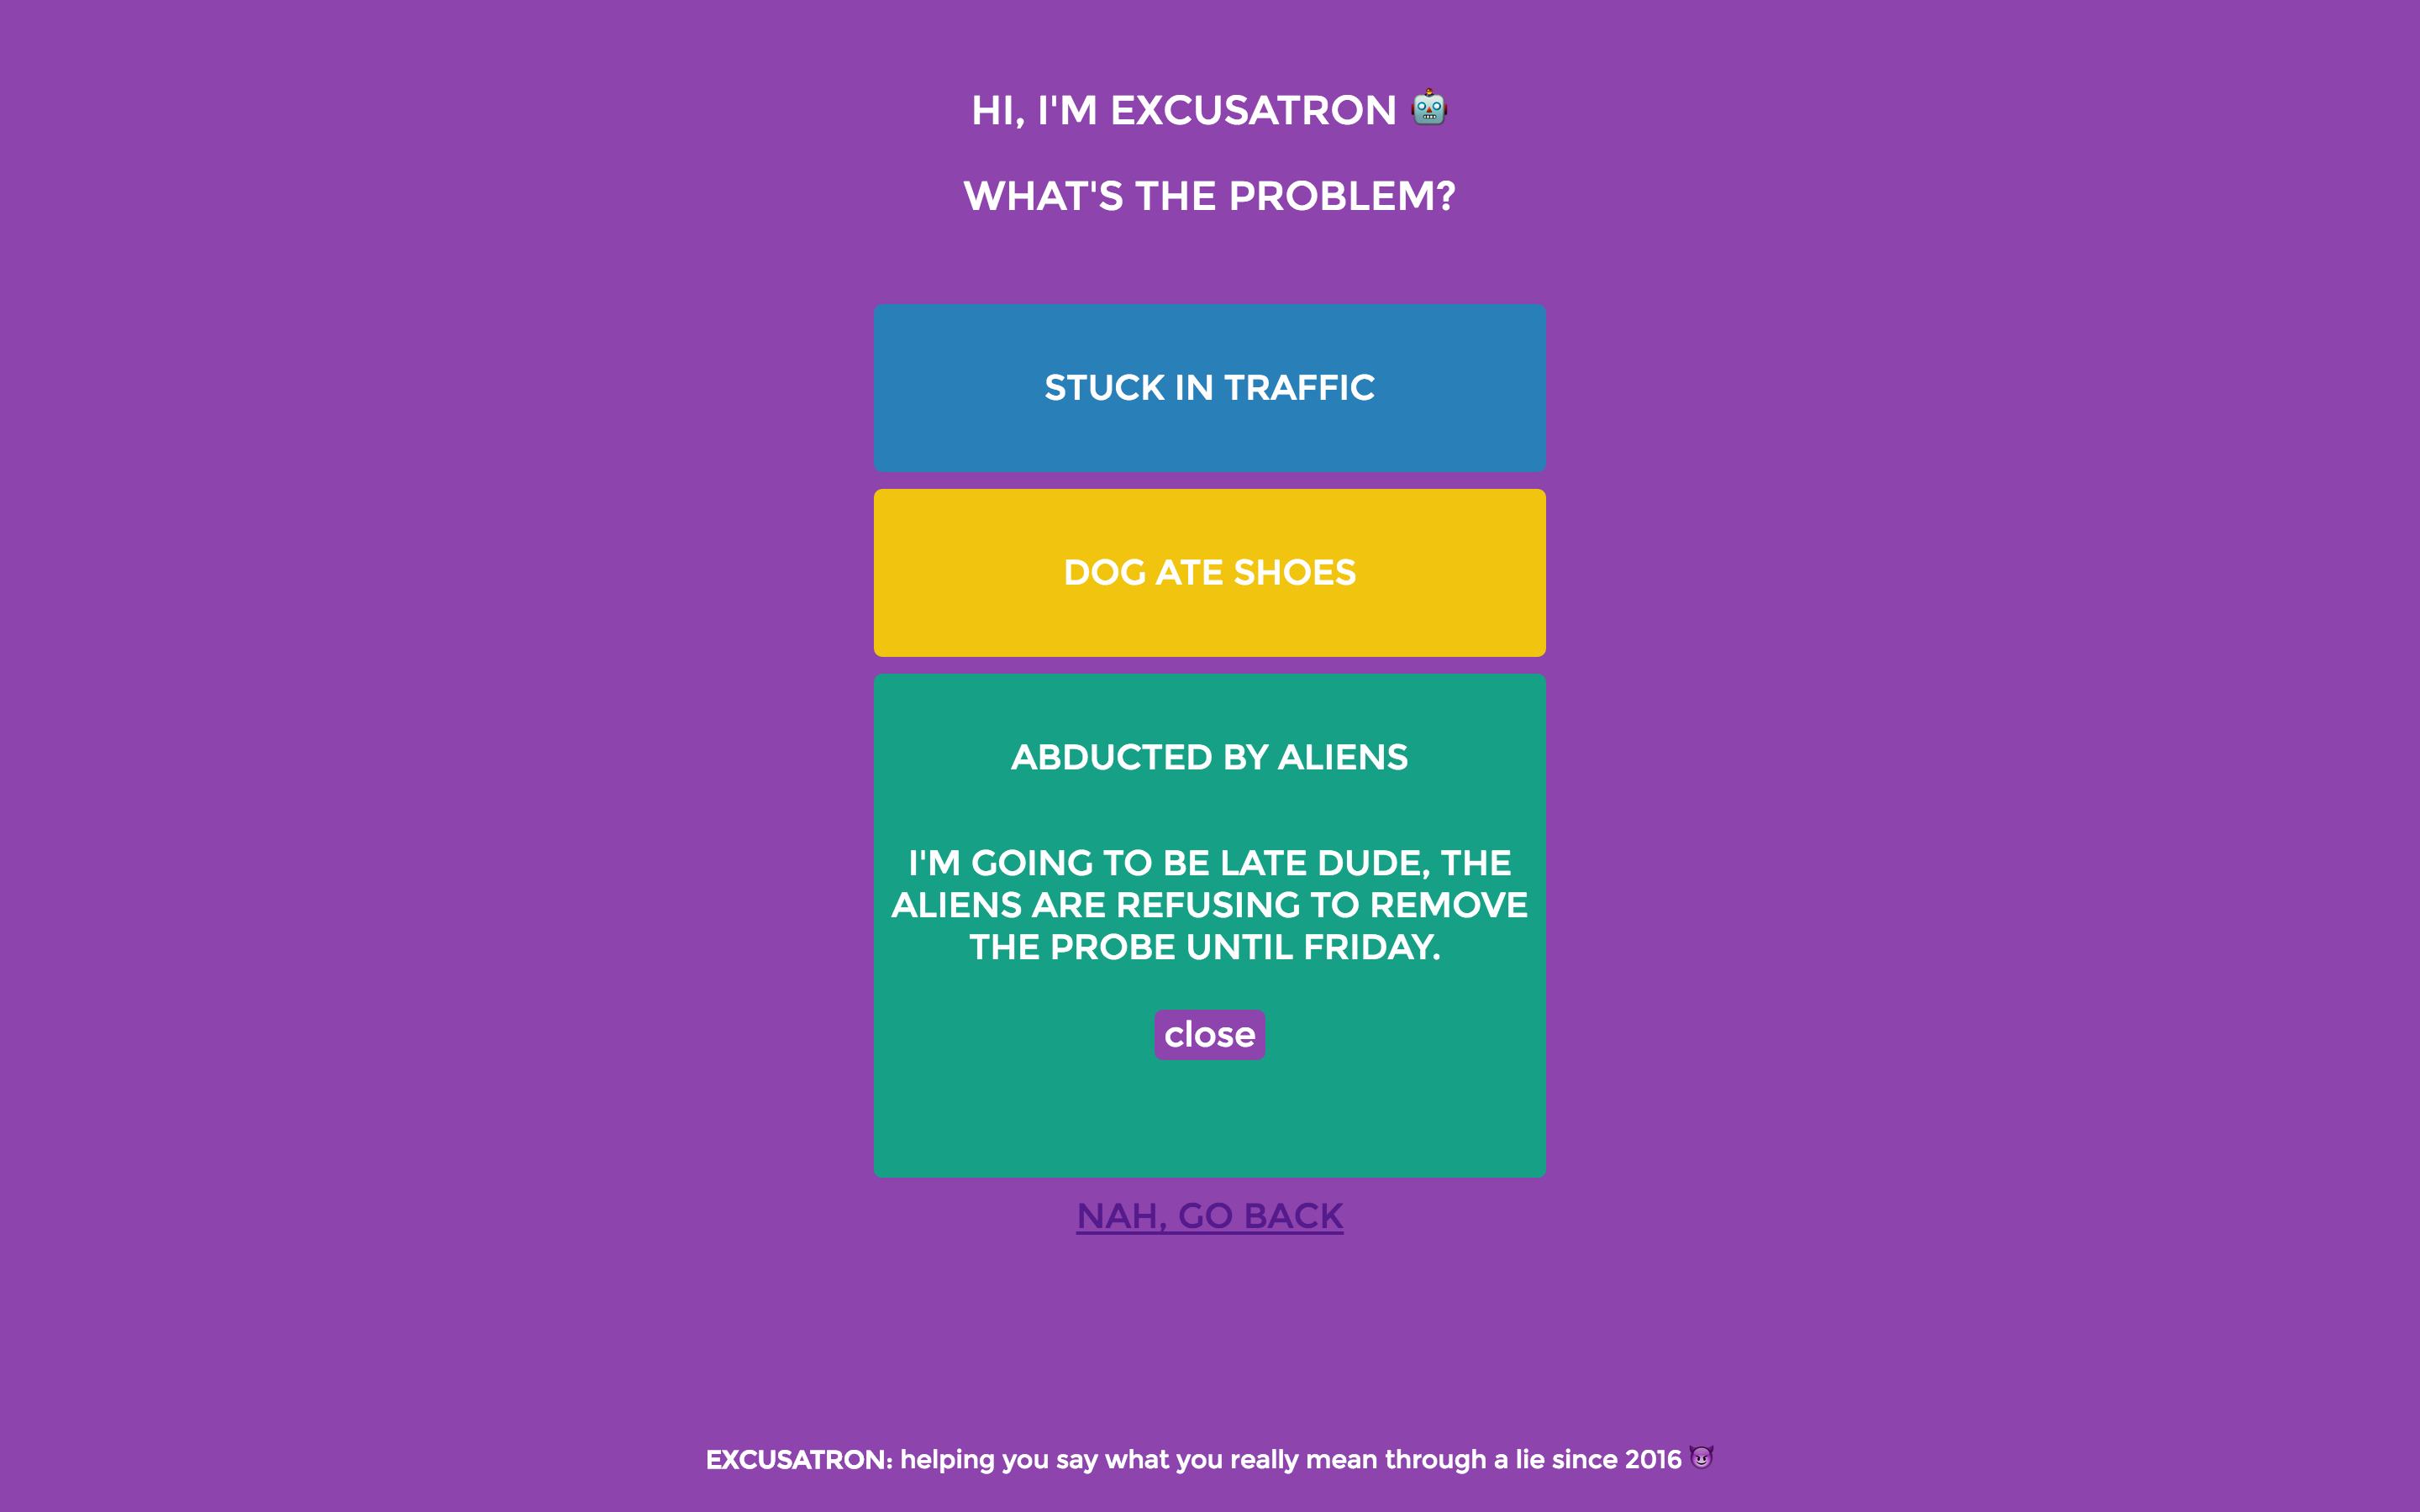 HI, I'M EXCUSATRON 🤖
WHAT'S THE PROBLEM?
STUCK IN TRAFFIC
DOG ATE SHOES
ABDUCTED BY ALIENS
I'M GOING TO BE LATE DUDE, THE
ALIENS ARE REFUSING TO REMOVE
THE PROBE UNTIL FRIDAY.
close
NAH, GO BACK
EXCUSATRON: helping you say what you really mean through a lie since 2016 😈